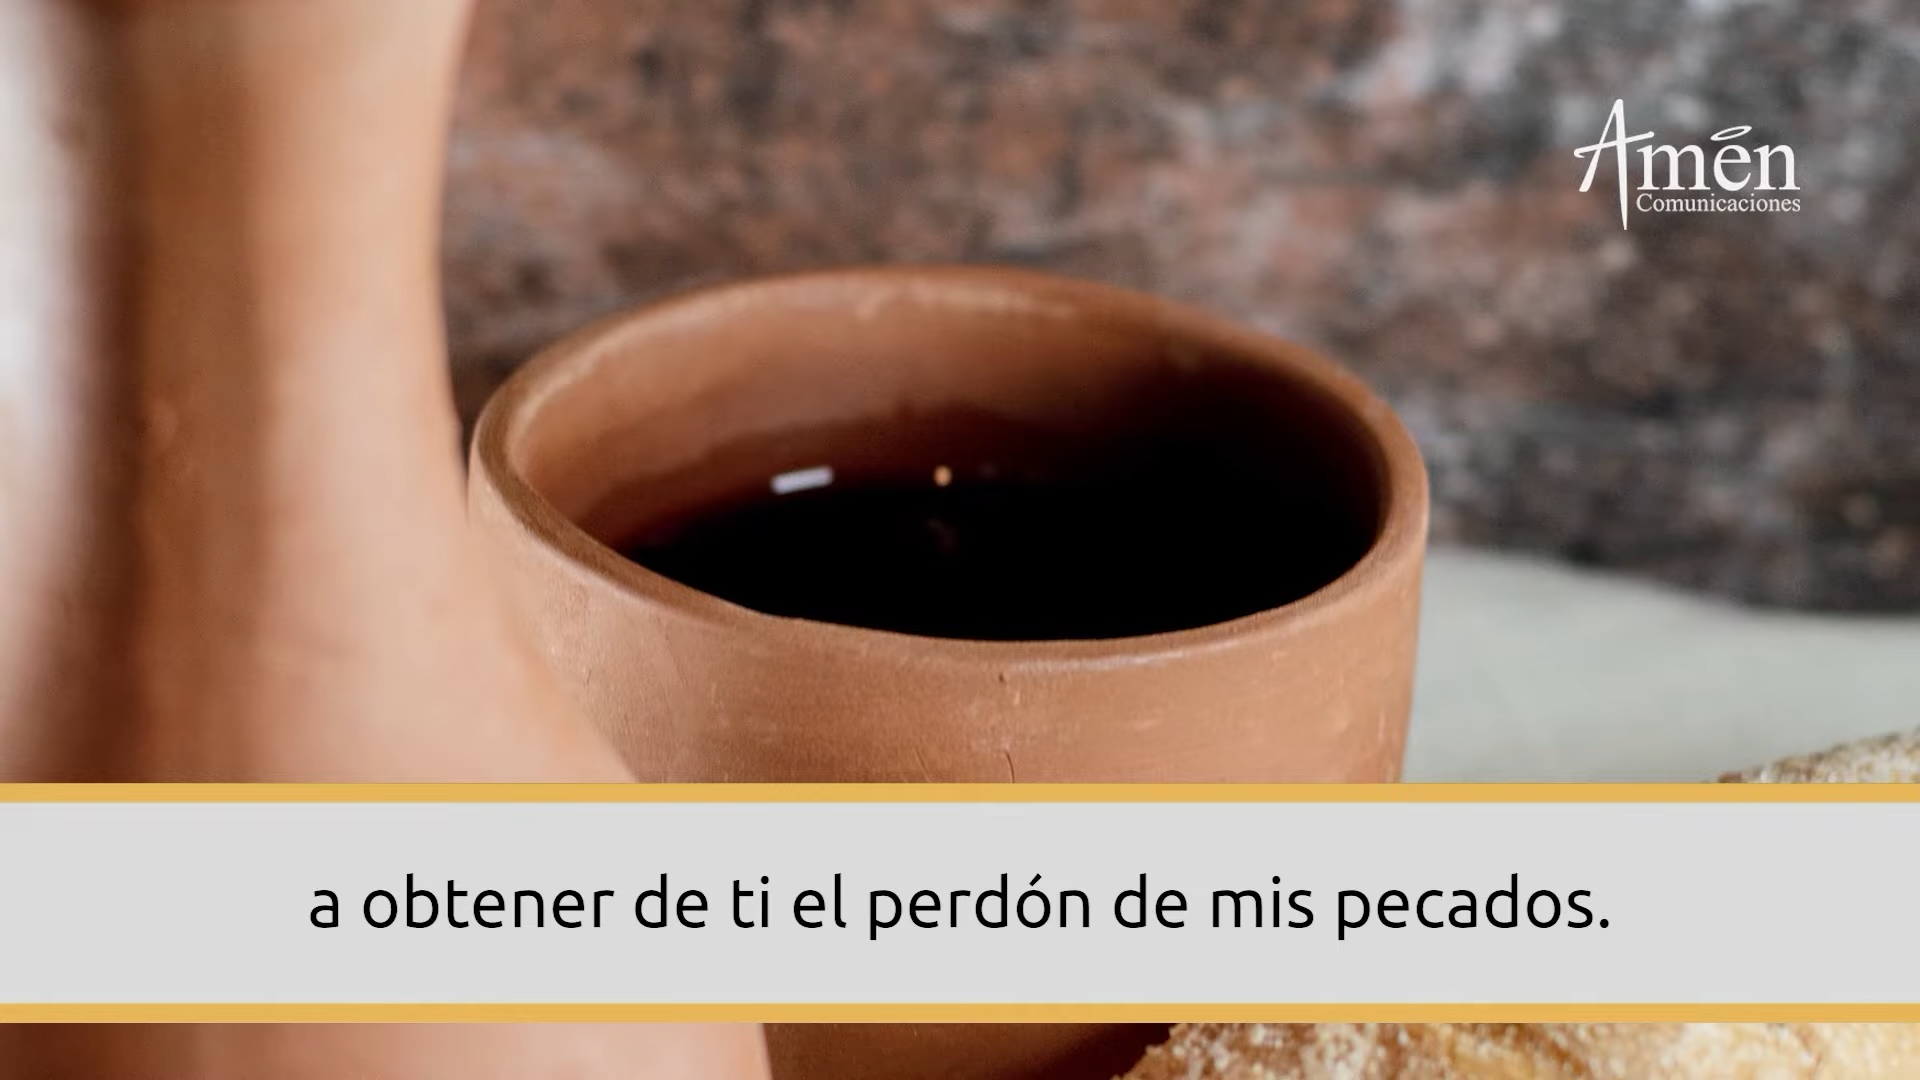 Amén
Comunicaciones
a obtener de ti el perdón de mis pecados.